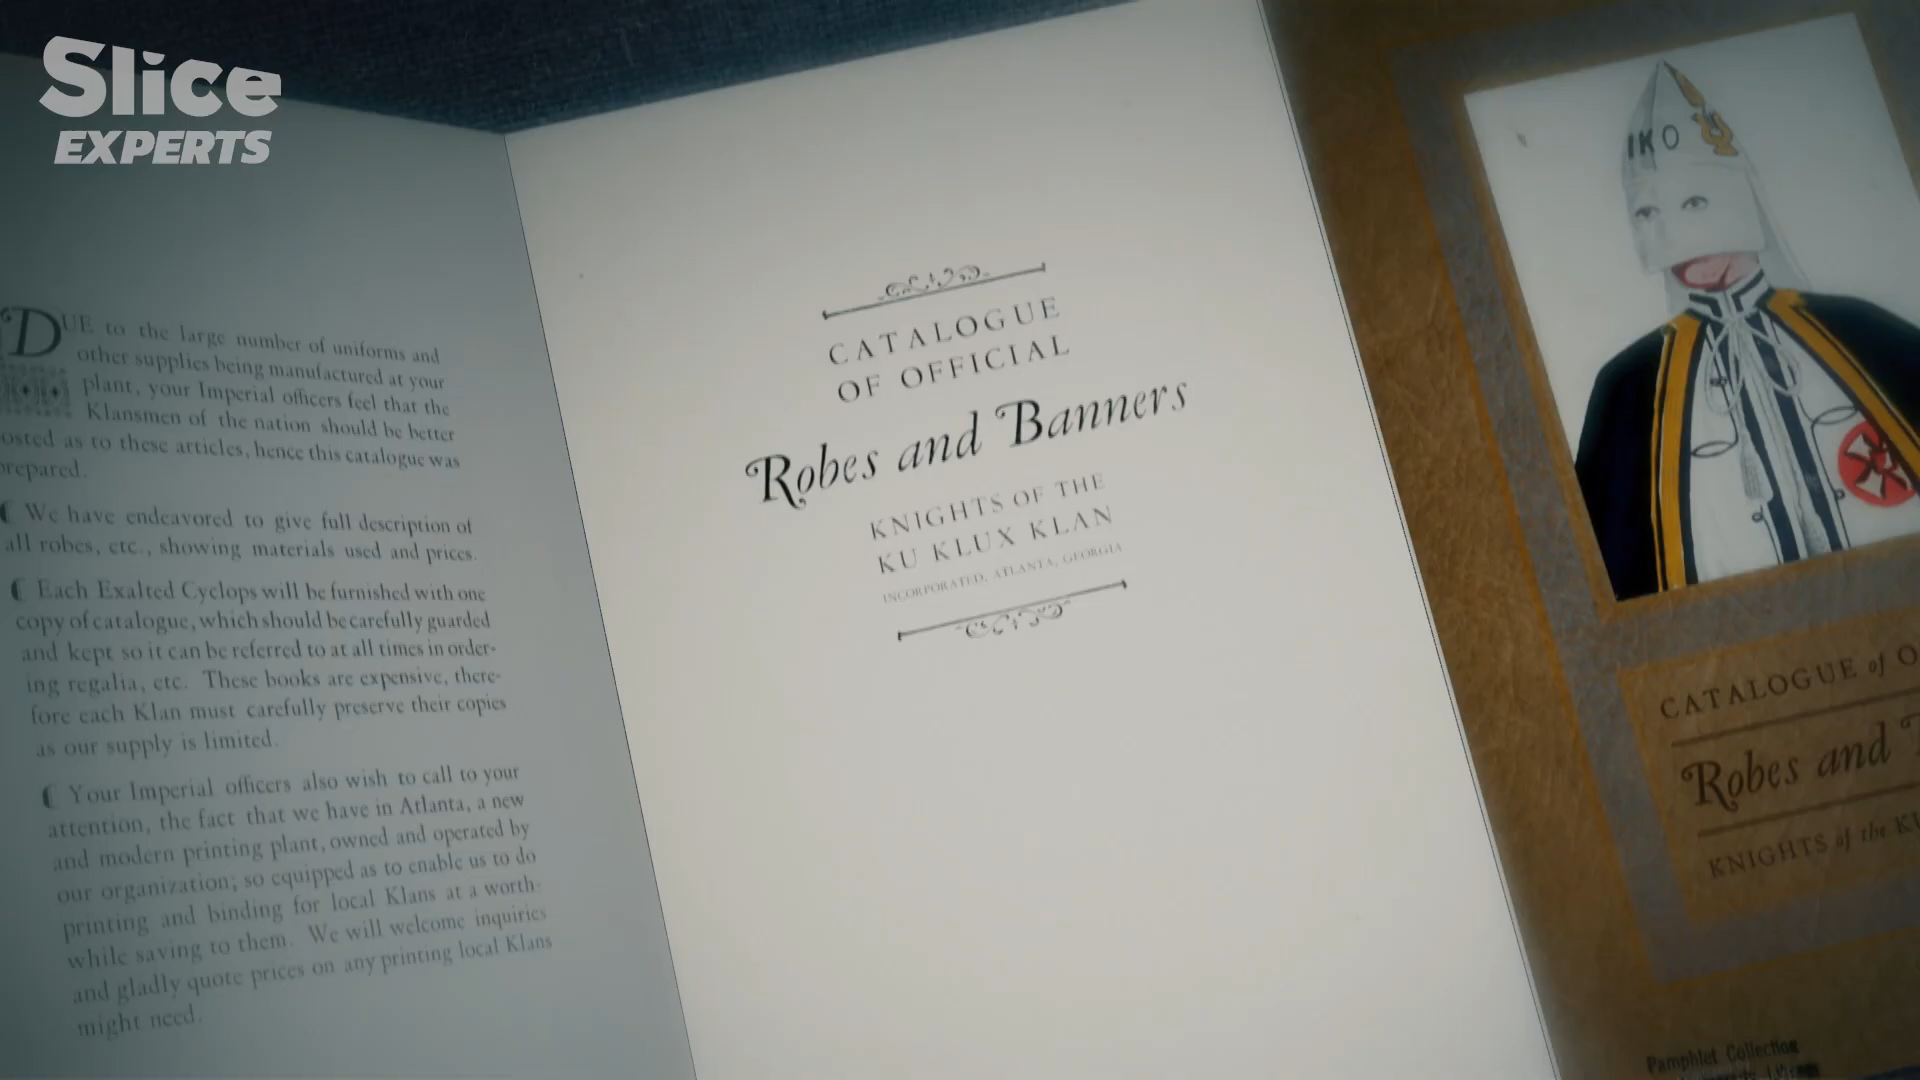 Slice
EXPERTS
DUE to the large number of uniforms and
other supplies being manufactured at your
plant, your Imperial officers feel that the
Klansmen of the nation should be better
osted as to these articles, hence this catalogue was
prepared.
We have endeavored to give full description of
all robes, etc., showing materials used and prices.
Each Exalted Cyclops will be furnished with one
copy of catalogue, which should be carefully guarded
and kept so it can be referred to at all times in order-
ing regalia, etc. These books are expensive, there-
fore each Klan must carefully preserve their copies
as our supply is limited.
Your Imperial officers also wish to call to your
attention, the fact that we have in Atlanta, a new
and modern printing plant, owned and operated by
our organization; so equipped as to enable us to do
printing and binding for local Klans at a worth-
while saving to them. We will welcome inquiries
and gladly quote prices on any printing local Klans
might need.
CATALOGUE
OF OFFICIAL
Robes and Banners
KNIGHTS OF THE
KU KLUX KLAN
INCORPORATED, ATLANTA, GEORGIA
IKO
CATALOGUE of O
Robes and
KNIGHTS of the KU
Pamphlet Collection